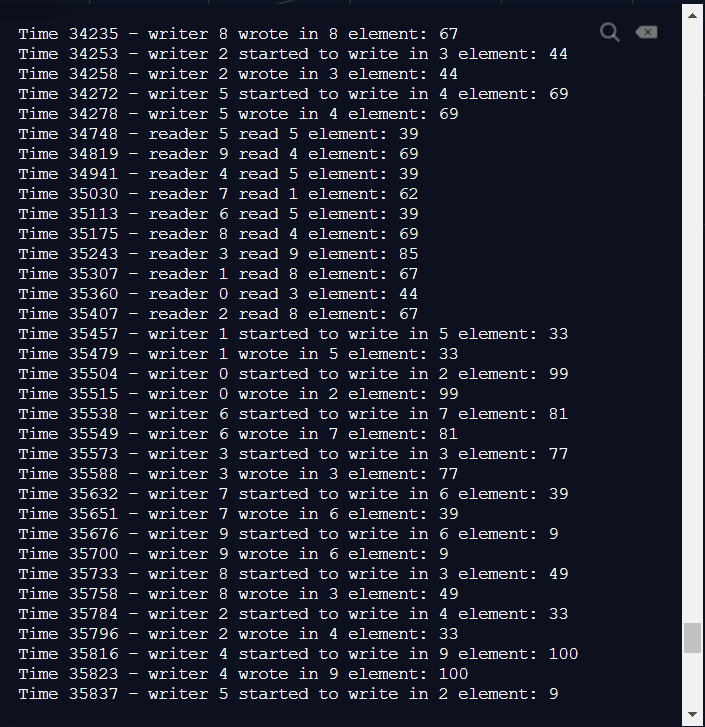 Time 34235 - writer 8 wrote in 8 element: 67
Time 34253 - writer 2 started to write in 3 element: 44
Time 34258 - writer 2 wrote in 3 element: 44
Time 34272 - writer 5 started to write in 4 element: 69
Time 34278 - writer 5 wrote in 4 element: 69
Time 34748 - reader 5 read 5 element: 39
Time 34819 - reader 9 read 4 element: 69
Time 34941 - reader 4 read 5 element: 39
Time 35030 - reader 7 read 1 element: 62
Time 35113 - reader 6 read 5 element: 39
Time 35175 - reader 8 read 4 element: 69
Time 35243 - reader 3 read 9 element: 85
Time 35307 - reader 1 read 8 element: 67
Time 35360 - reader 0 read 3 element: 44
Time 35407 - reader 2 read 8 element: 67
Time 35457 - writer 1 started to write in 5 element: 33
Time 35479 - writer 1 wrote in 5 element: 33
Time 35504 - writer 0 started to write in 2 element: 99
Time 35515 - writer 0 wrote in 2 element: 99
Time 35538 - writer 6 started to write in 7 element: 81
Time 35549 - writer 6 wrote in 7 element: 81
Time 35573 - writer 3 started to write in 3 element: 77
Time 35588 - writer 3 wrote in 3 element: 77
Time 35632 - writer 7 started to write in 6 element: 39
Time 35651 - writer 7 wrote in 6 element: 39
Time 35676 - writer 9 started to write in 6 element: 9
Time 35700 - writer 9 wrote in 6 element: 9
Time 35733 - writer 8 started to write in 3 element: 49
Time 35758 - writer 8 wrote in 3 element: 49
Time 35784 - writer 2 started to write in 4 element: 33
Time 35796 - writer 2 wrote in 4 element: 33
Time 35816 - writer 4 started to write in 9 element: 100
Time 35823 - writer 4 wrote in 9 element: 100
Time 35837 - writer 5 started to write in 2 element: 9